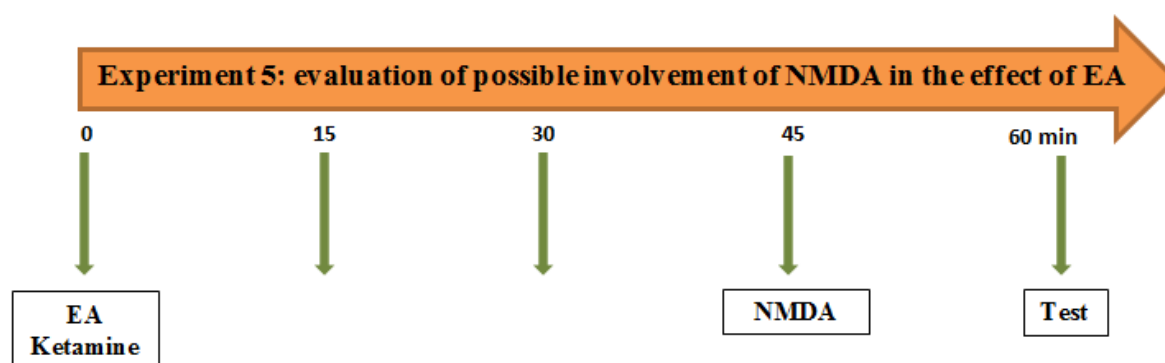 Experiment 5: evaluation of possible involvement of NMDA in the effect of EA
0 15 30 45 60 min
EA
Ketamine
NMDA
Test